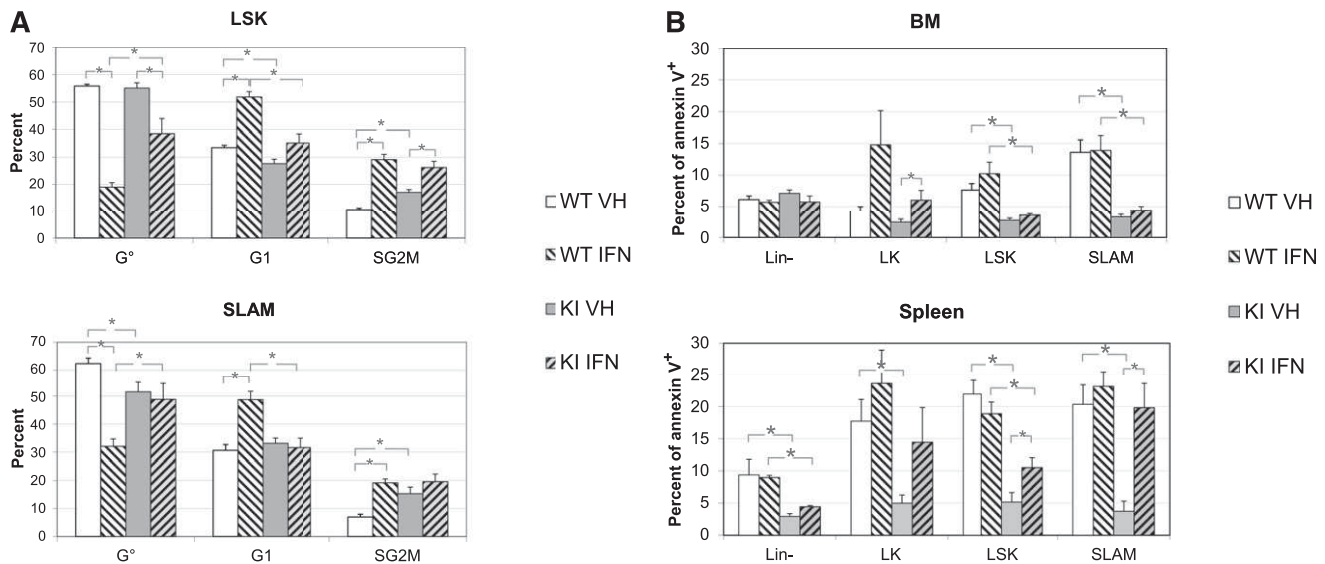 A
LSK
Percent
70
60
50
40
30
20
10
0
* * * * * * * * *
G° G1 SG2M
SLAM
Percent
70
60
50
40
30
20
10
0
* * * * * * *
G° G1 SG2M
WT VH
WT IFN
KI VH
KI IFN
B
BM
Percent of annexin V+
30
25
20
15
10
5
0
* * * * *
Lin- LK LSK SLAM
Spleen
Percent of annexin V+
30
25
20
15
10
5
0
* * * * * * * *
Lin- LK LSK SLAM
WT VH
WT IFN
KI VH
KI IFN